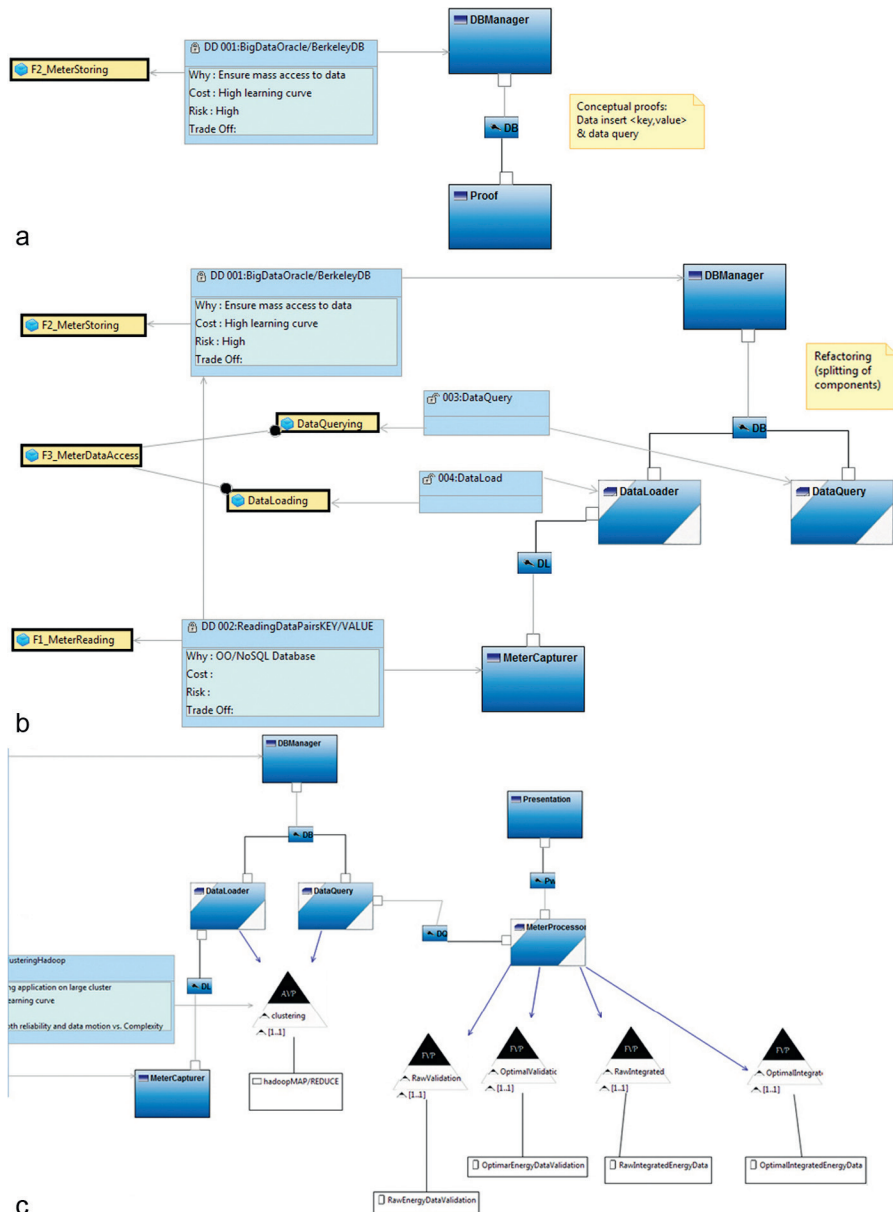 DBManager
DD 001:BigDataOracle/BerkeleyDB
F2_MeterStoring
Why : Ensure mass access to data
Cost : High learning curve
Risk : High
Trade Off:
Conceptual proofs:
Data insert <key,value>
& data query
DB
Proof
a
DD 001:BigDataOracle/BerkeleyDB
DBManager
Why : Ensure mass access to data
F2_MeterStoring
Cost : High learning curve
Risk : High
Trade Off:
Refactoring
(splitting of
components)
003:DataQuery
DataQuerying
DB
F3_MeterDataAccess
004:DataLoad
DataLoading
DataLoader
DataQuery
DL
DD 002:ReadingDataPairsKEY/VALUE
F1_MeterReading
Why : OO/NoSQL Database
Cost :
Risk :
Trade Off:
MeterCapturer
b
DBManager
Presentation
DB
DataLoader
DataQuery
Pw
MeterProcessor
DQ
lusteringHadoop
ng application on large cluster
earning curve
oth reliability and data motion vs. Complexity
DL
AVP
clustering
[1..1]
MeterCapturer
hadoopMAP/REDUCE
FVP
RawValidation
[1..1]
FVP
OptimalValidatic
[1..1]
FVP
RawIntegrated
[1..1]
FVP
OptimalIntegrate
[1..1]
OptimarEnergyDataValidation
RawIntegratedEnergyData
OptimalIntegratedEnergyData
RawEnergyDataValidation
c